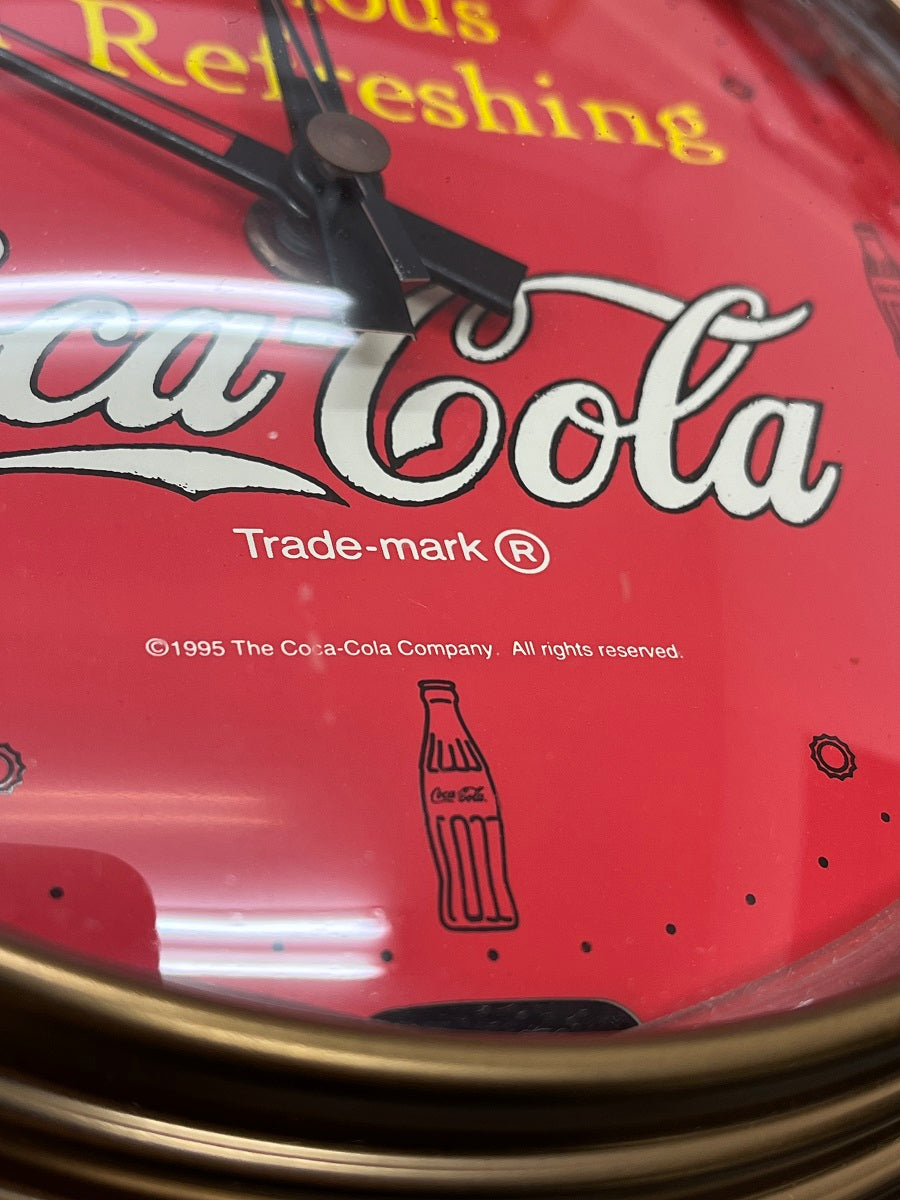 Refreshing
Coca Cola
Trade-mark ®
©1995 The Coca-Cola Company. All rights reserved.
Coca-Cola